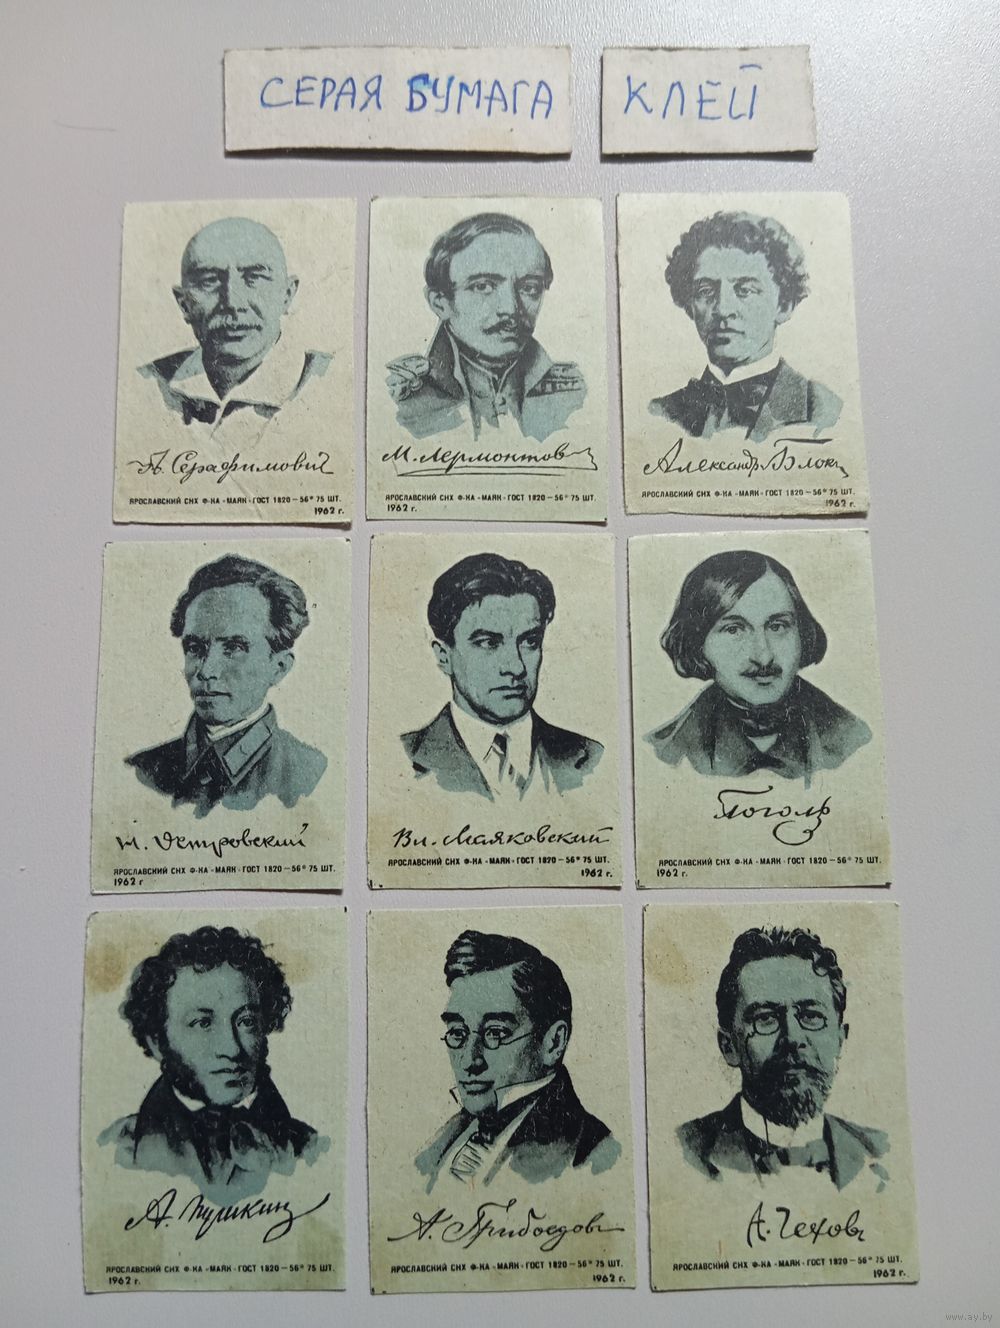 СЕРАЯ БУМАГА
КЛЕЙ
А. Серафимович
ЯРОСЛАВСКИЙ СНХ Ф-КА «МАЯК» ГОСТ 1820—56° 75 ШТ.
1962 г.
М. Лермонтовъ
ЯРОСЛАВСКИЙ СНХ Ф-КА «МАЯК» ГОСТ 1820—56° 75 ШТ.
1962 г.
Александръ Блокъ
ЯРОСЛАВСКИЙ СНХ Ф-КА «МАЯК» ГОСТ 1820—56° 75 ШТ.
1962 г.
Н. Островский
ЯРОСЛАВСКИЙ СНХ Ф-КА «МАЯК» ГОСТ 1820—56° 75 ШТ.
1962 г
Вл. Маяковский
ЯРОСЛАВСКИЙ СНХ Ф-КА «МАЯК» ГОСТ 1820—56° 75 ШТ.
1962 г.
Гоголь
ЯРОСЛАВСКИЙ СНХ Ф-КА «МАЯК» ГОСТ 1820—56° 75 ШТ.
1962 г.
А. Пушкинъ
ЯРОСЛАВСКИЙ СНХ Ф-КА «МАЯК» ГОСТ 1820—56° 75 ШТ.
1962 г.
А. Грибоедовъ
ЯРОСЛАВСКИЙ СНХ Ф-КА «МАЯК» ГОСТ 1820—56° 75 ШТ.
1962 г.
А. Чеховъ
ЯРОСЛАВСКИЙ СНХ Ф-КА «МАЯК» ГОСТ 1820—56° 75 ШТ.
1962 г.
www.ay.by